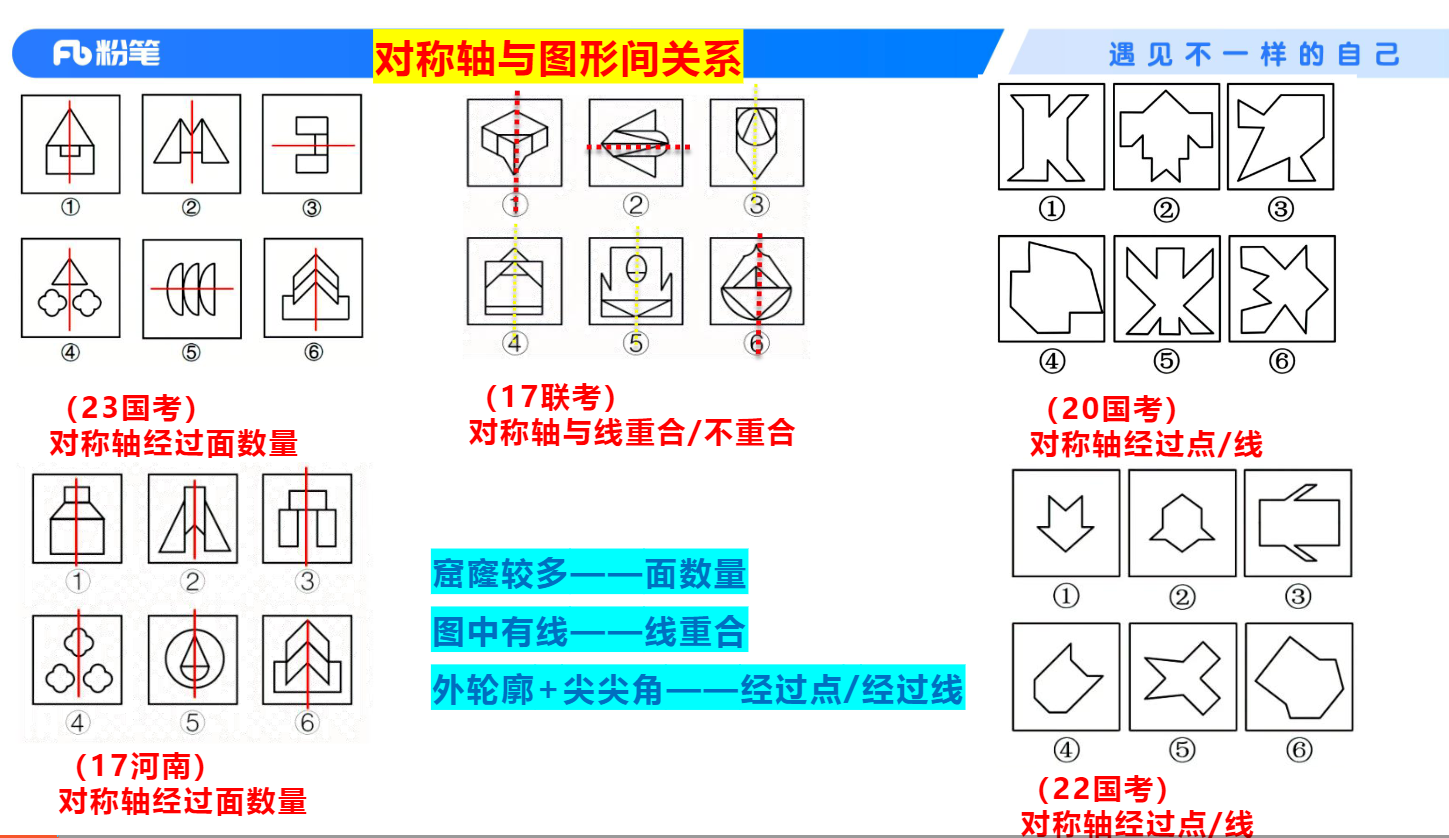 粉笔
对称轴与图形间关系
遇见不一样的自己
① ② ③
④ ⑤ ⑥
（23国考）
对称轴经过面数量
① ② ③
④ ⑤ ⑥
（17河南）
对称轴经过面数量
① ② ③
④ ⑤ ⑥
（17联考）
对称轴与线重合/不重合
窟窿较多——面数量
图中有线——线重合
外轮廓+尖尖角——经过点/经过线
① ② ③
④ ⑤ ⑥
（20国考）
对称轴经过点/线
① ② ③
④ ⑤ ⑥
（22国考）
对称轴经过点/线